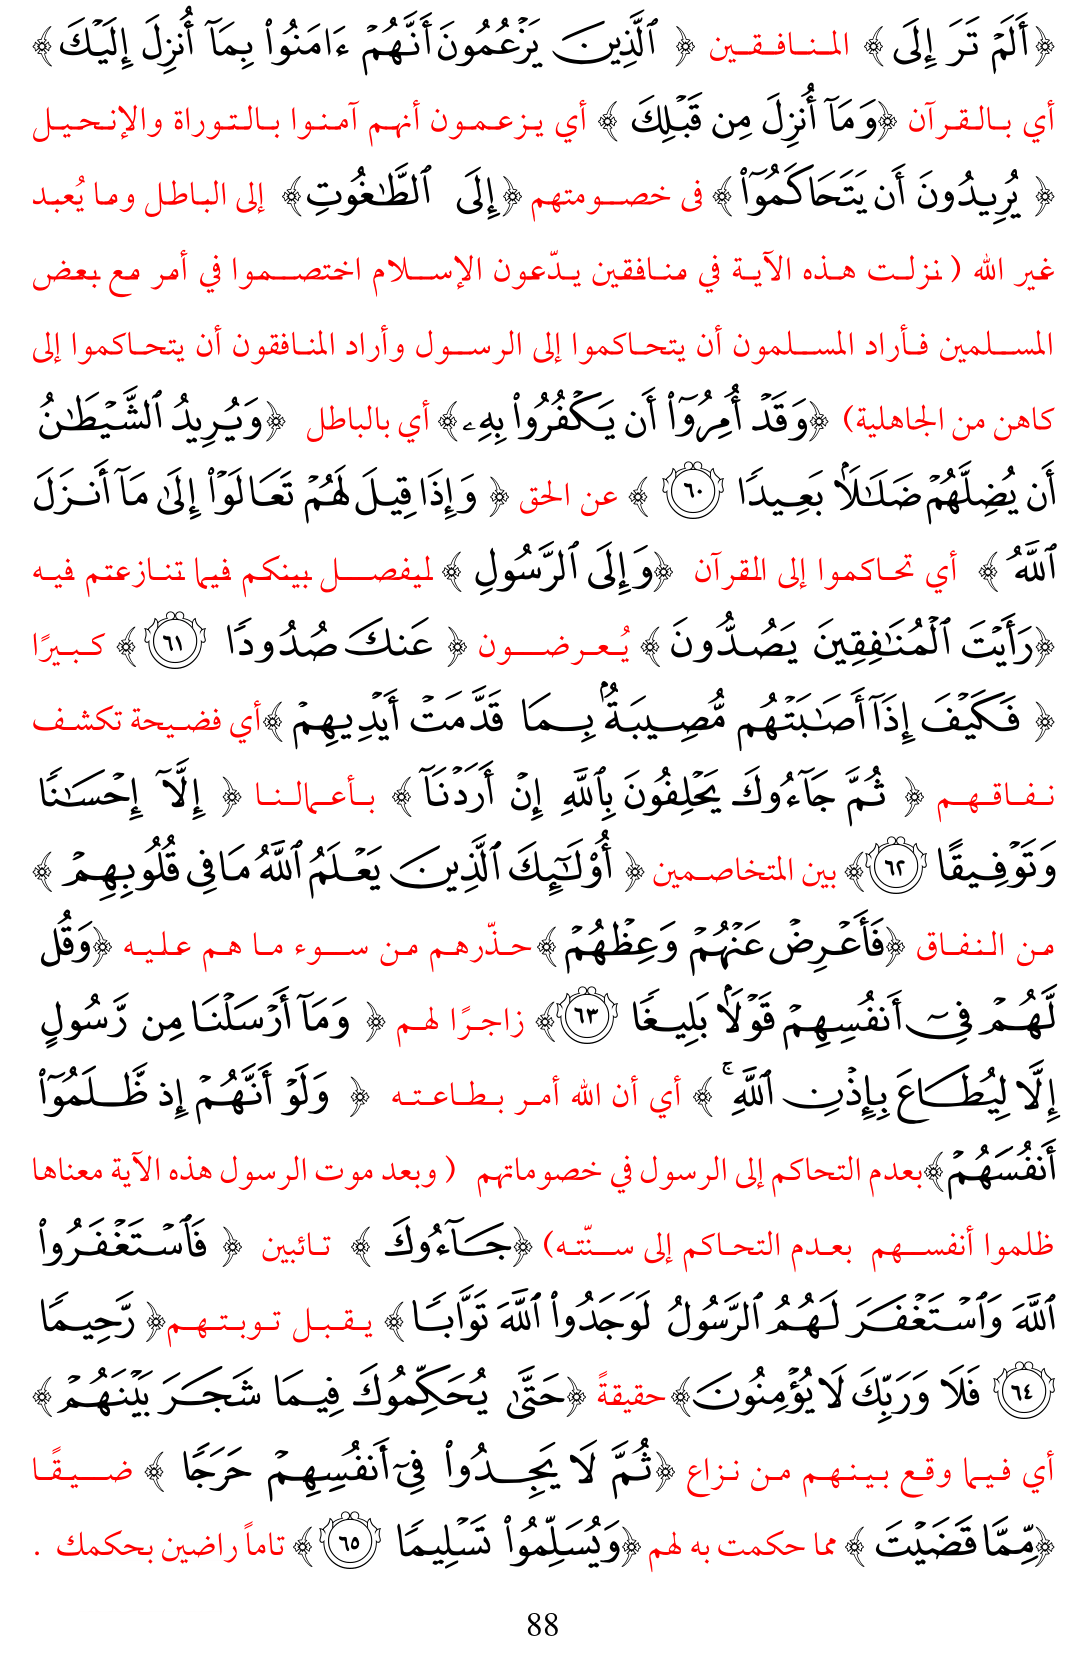 ﴿أَلَمْ تَرَ إِلَى﴾ المنافقين ﴿ ٱلَّذِينَ يَزْعُمُونَ أَنَّهُمْ ءَامَنُوا۟ بِمَآ أُنزِلَ إِلَيْكَ﴾
أي بالقرآن ﴿وَمَآ أُنزِلَ مِن قَبْلِكَ ﴾ أي يزعمون أنهم آمنوا بالتوراة والإنحيل
﴿ يُرِيدُونَ أَن يَتَحَاكَمُوٓا۟ ﴾ فى خصومتهم ﴿إِلَى ٱلطَّـٰغُوتِ﴾ إلى الباطل وما يُعبد
غير الله ( نزلت هذه الآية في منافقين يدّعون الإسلام اختصموا في أمر مع بعض
المسلمين فأراد المسلمون أن يتحاكموا إلى الرسول وأراد المنافقون أن يتحاكموا إلى
كاهن من الجاهلية) ﴿وَقَدْ أُمِرُوٓا۟ أَن يَكْفُرُوا۟ بِهِۦ﴾ أي بالباطل ﴿وَيُرِيدُ ٱلشَّيْطَـٰنُ
أَن يُضِلَّهُمْ ضَلَـٰلًۢا بَعِيدًا ٦٠ ﴾ عن الحق ﴿ وَإِذَا قِيلَ لَهُمْ تَعَالَوْا۟ إِلَىٰ مَآ أَنزَلَ
ٱللَّهُ ﴾ أي تحاكموا إلى القرآن ﴿وَإِلَى ٱلرَّسُولِ ﴾ ليفصل بينكم فيما تنازعتم فيه
﴿رَأَيْتَ ٱلْمُنَـٰفِقِينَ يَصُدُّونَ ﴾ يُعرضون ﴿ عَنكَ صُدُودًا ٦١ ﴾ كبيرًا
﴿ فَكَيْفَ إِذَآ أَصَـٰبَتْهُم مُّصِيبَةٌۢ بِمَا قَدَّمَتْ أَيْدِيهِمْ ﴾أي فضيحة تكشف
نفاقهم ﴿ ثُمَّ جَآءُوكَ يَحْلِفُونَ بِٱللَّهِ إِنْ أَرَدْنَآ ﴾ بأعمالنا ﴿ إِلَّآ إِحْسَـٰنًا
وَتَوْفِيقًا ٦٢ ﴾ بين المتخاصمين ﴿ أُو۟لَـٰٓئِكَ ٱلَّذِينَ يَعْلَمُ ٱللَّهُ مَا فِى قُلُوبِهِمْ ﴾
من النفاق ﴿فَأَعْرِضْ عَنْهُمْ وَعِظْهُمْ ﴾حذّرهم من سوء ما هم عليه ﴿وَقُل
لَّهُمْ فِىٓ أَنفُسِهِمْ قَوْلًۢا بَلِيغًا ٦٣ ﴾ زاجرًا لهم ﴿ وَمَآ أَرْسَلْنَا مِن رَّسُولٍ
إِلَّا لِيُطَاعَ بِإِذْنِ ٱللَّهِ ۚ ﴾ أي أن الله أمر بطاعته ﴿ وَلَوْ أَنَّهُمْ إِذ ظَّلَمُوٓا۟
أَنفُسَهُمْ﴾بعدم التحاكم إلى الرسول في خصوماتهم ( وبعد موت الرسول هذه الآية معناها
ظلموا أنفسهم بعدم التحاكم إلى سنّته) ﴿جَآءُوكَ ﴾ تائبين ﴿ فَٱسْتَغْفَرُوا۟
ٱللَّهَ وَٱسْتَغْفَرَ لَهُمُ ٱلرَّسُولُ لَوَجَدُوا۟ ٱللَّهَ تَوَّابًا ﴾ يقبل توبتهم﴿ رَّحِيمًا
٦٤ فَلَا وَرَبِّكَ لَا يُؤْمِنُونَ﴾ حقيقةً ﴿حَتَّىٰ يُحَكِّمُوكَ فِيمَا شَجَرَ بَيْنَهُمْ ﴾
أي فيما وقع بينهم من نزاع ﴿ثُمَّ لَا يَجِدُوا۟ فِىٓ أَنفُسِهِمْ حَرَجًا ﴾ ضيقًا
﴿مِّمَّا قَضَيْتَ ﴾ مما حكمت به لهم ﴿وَيُسَلِّمُوا۟ تَسْلِيمًا ٦٥ ﴾ تاماً راضين بحكمك .
88